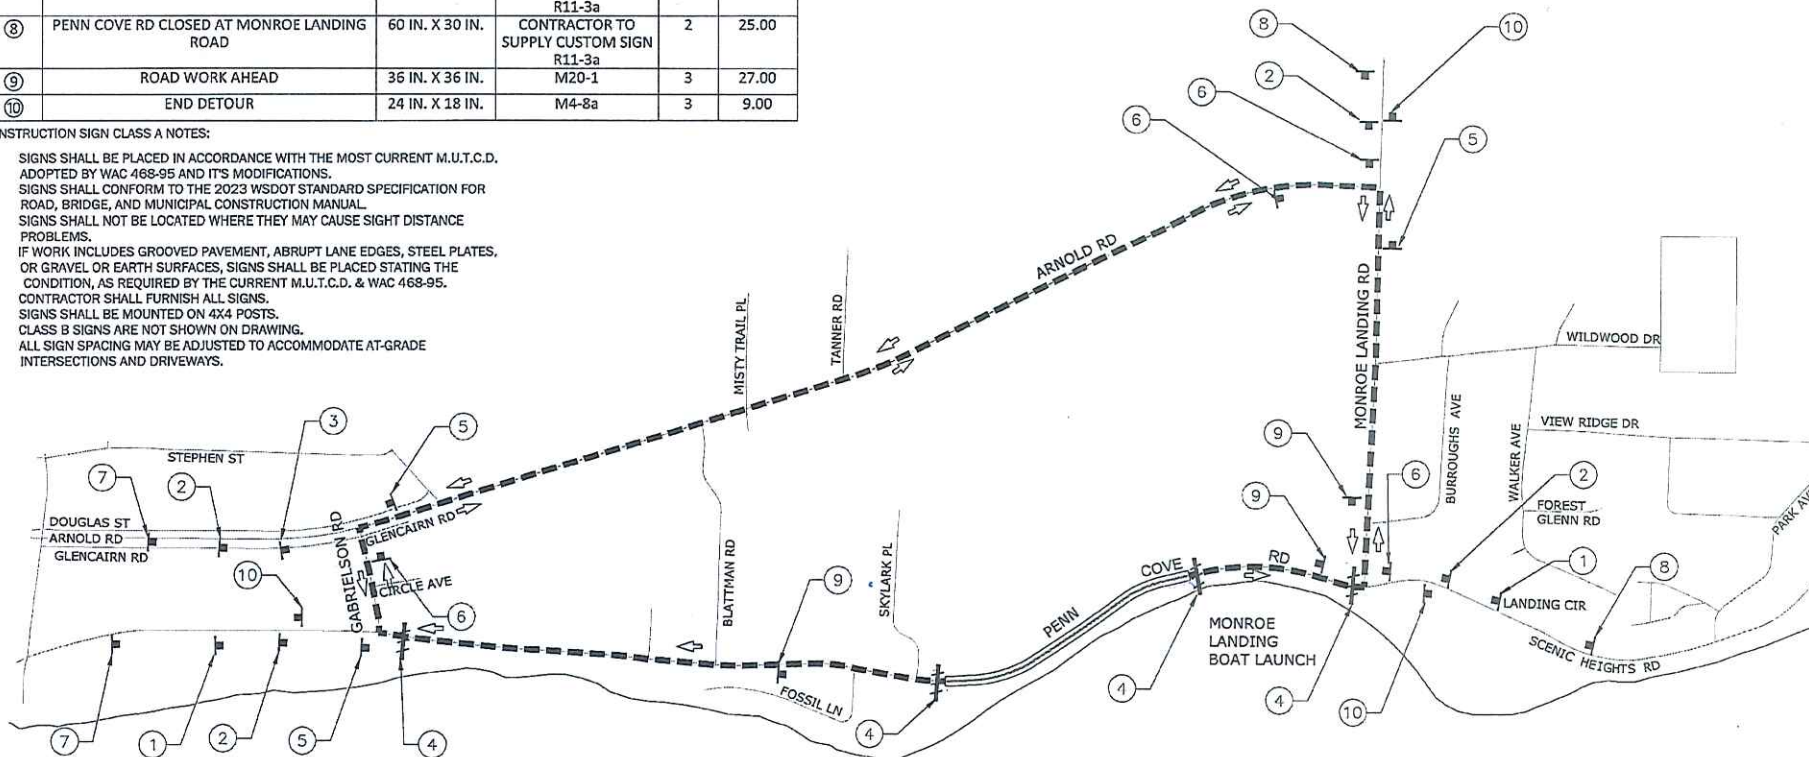 R11-3a
⑧ PENN COVE RD CLOSED AT MONROE LANDING ROAD 60 IN. X 30 IN. CONTRACTOR TO SUPPLY CUSTOM SIGN R11-3a 2 25.00
⑨ ROAD WORK AHEAD 36 IN. X 36 IN. M20-1 3 27.00
⑩ END DETOUR 24 IN. X 18 IN. M4-8a 3 9.00
NSTRUCTION SIGN CLASS A NOTES:
SIGNS SHALL BE PLACED IN ACCORDANCE WITH THE MOST CURRENT M.U.T.C.D.
ADOPTED BY WAC 468-95 AND IT'S MODIFICATIONS.
SIGNS SHALL CONFORM TO THE 2023 WSDOT STANDARD SPECIFICATION FOR
ROAD, BRIDGE, AND MUNICIPAL CONSTRUCTION MANUAL.
SIGNS SHALL NOT BE LOCATED WHERE THEY MAY CAUSE SIGHT DISTANCE
PROBLEMS.
IF WORK INCLUDES GROOVED PAVEMENT, ABRUPT LANE EDGES, STEEL PLATES,
OR GRAVEL OR EARTH SURFACES, SIGNS SHALL BE PLACED STATING THE
CONDITION, AS REQUIRED BY THE CURRENT M.U.T.C.D. & WAC 468-95.
CONTRACTOR SHALL FURNISH ALL SIGNS.
SIGNS SHALL BE MOUNTED ON 4X4 POSTS.
CLASS B SIGNS ARE NOT SHOWN ON DRAWING.
ALL SIGN SPACING MAY BE ADJUSTED TO ACCOMMODATE AT-GRADE
INTERSECTIONS AND DRIVEWAYS.
8
10
2
6
6
5
ARNOLD RD
MONROE LANDING RD
MISTY TRAIL PL
TANNER RD
WILDWOOD DR
BURROUGHS AVE
WALKER AVE
VIEW RIDGE DR
PARK AVE
3
5
STEPHEN ST
7
2
DOUGLAS ST
ARNOLD RD
GLENCAIRN RD
GLENCAIRN RD
GABRIELSON RD
CIRCLE AVE
10
6
BLATTMAN RD
SKYLARK PL
9
9
9
6
2
FOREST
GLENN RD
1
8
LANDING CIR
SCENIC HEIGHTS RD
PENN
COVE
RD
MONROE
LANDING
BOAT LAUNCH
FOSSIL LN
7
1
2
5
4
4
4
4
10